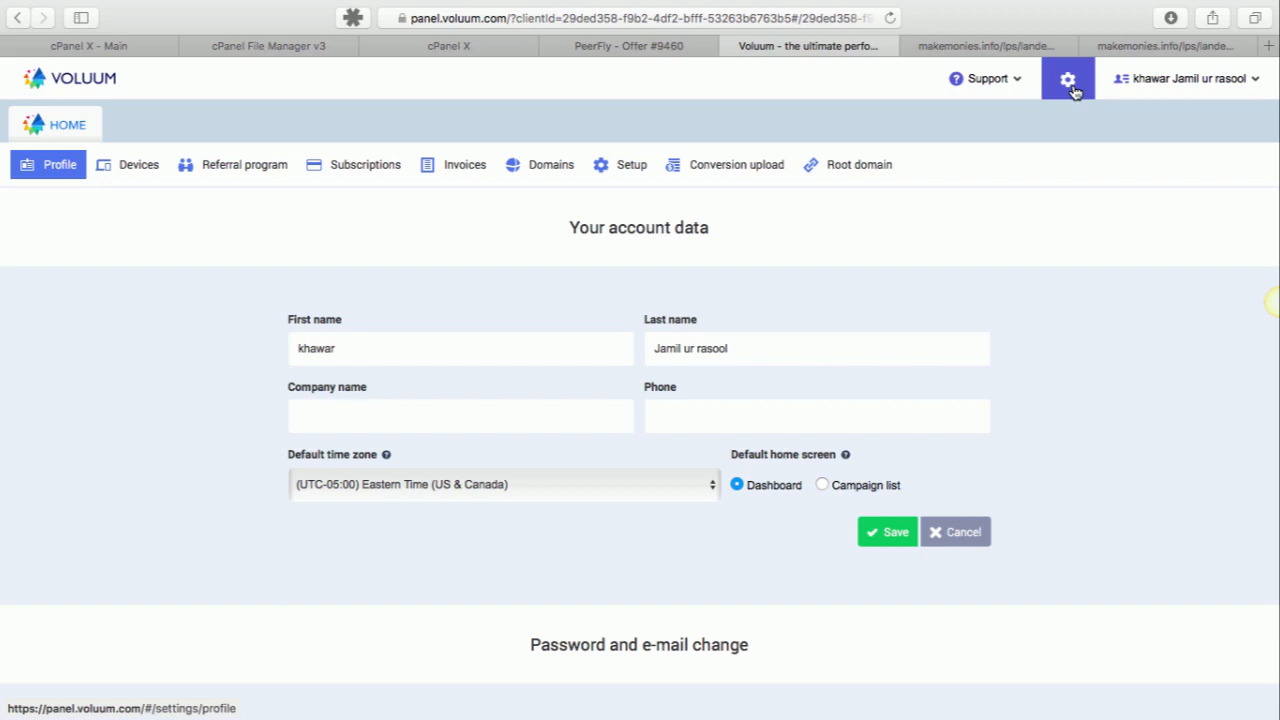 panel.voluum.com/?clientId=29ded358-f9b2-4df2-bfff-53263b6763b5#/29ded358-f9
cPanel X - Main
cPanel File Manager v3
cPanel X
PeerFly - Offer #9460
Voluum - the ultimate perfo...
makemonies.info/lps/lande...
makemonies.info/lps/lande...
VOLUUM
Support
khawar Jamil ur rasool
HOME
Profile
Devices
Referral program
Subscriptions
Invoices
Domains
Setup
Conversion upload
Root domain
Your account data
First name
Last name
khawar
Jamil ur rasool
Company name
Phone
Default time zone
Default home screen
(UTC-05:00) Eastern Time (US & Canada)
Dashboard
Campaign list
Save
Cancel
Password and e-mail change
https://panel.voluum.com/#/settings/profile